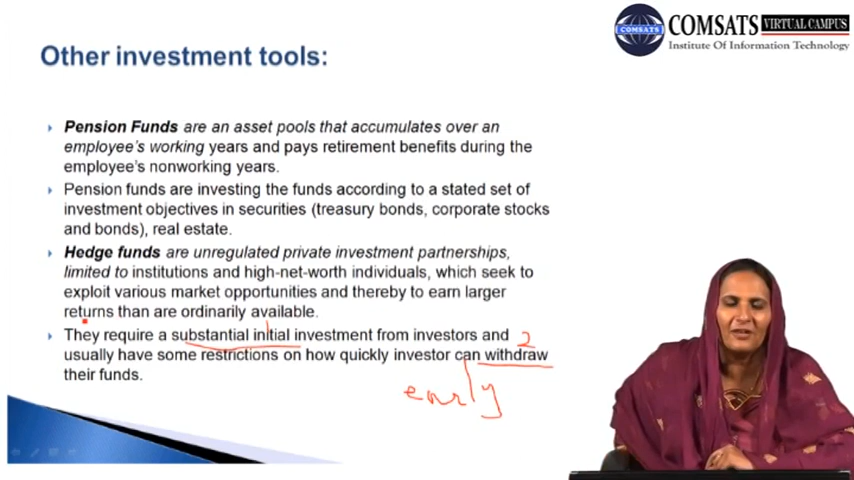 COMSATS
COMSATS VIRTUAL CAMPUS
Institute Of Information Technology
Other investment tools:
Pension Funds are an asset pools that accumulates over an
employee's working years and pays retirement benefits during the
employee's nonworking years.
Pension funds are investing the funds according to a stated set of
investment objectives in securities (treasury bonds, corporate stocks
and bonds), real estate.
Hedge funds are unregulated private investment partnerships,
limited to institutions and high-net-worth individuals, which seek to
exploit various market opportunities and thereby to earn larger
returns than are ordinarily available.
They require a substantial initial investment from investors and 2
usually have some restrictions on how quickly investor can withdraw
their funds.
early